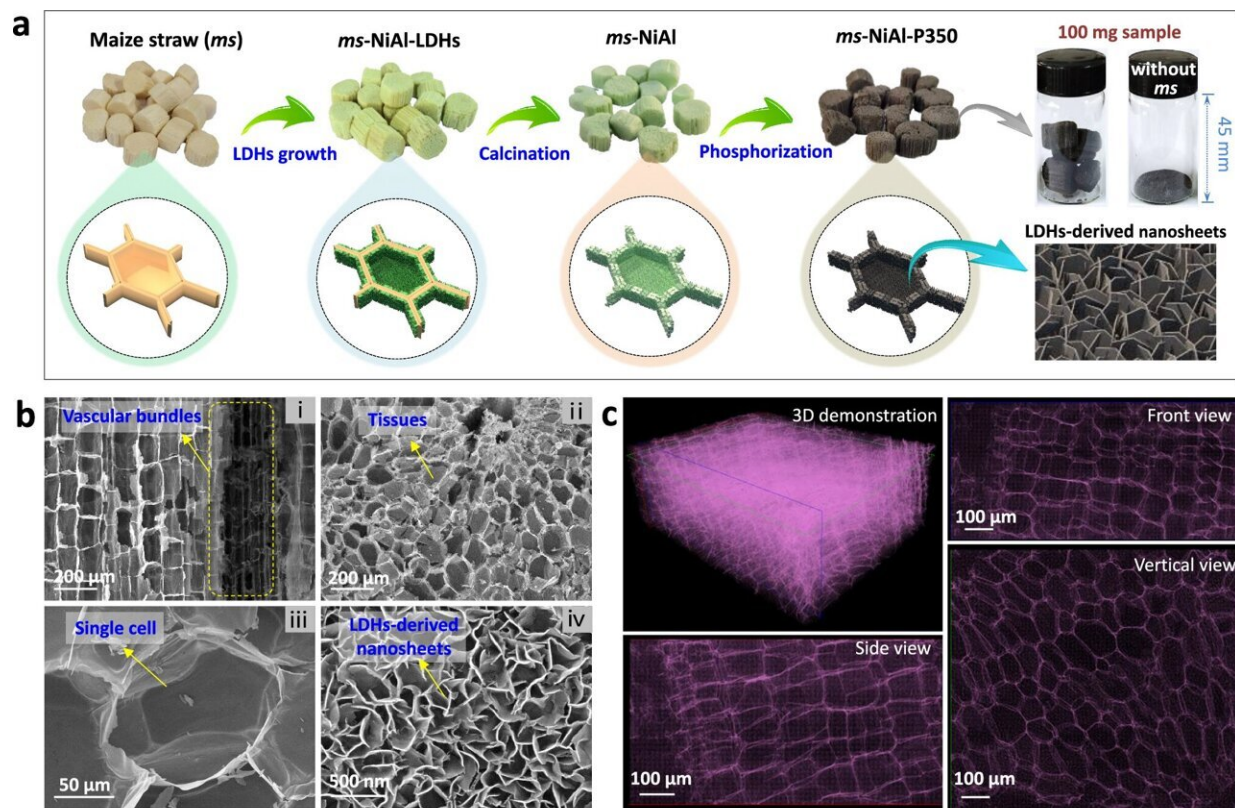 a
Maize straw (ms)
ms-NiAl-LDHs
ms-NiAl
ms-NiAl-P350
100 mg sample
without
ms
45 mm
LDHs growth
Calcination
Phosphorization
LDHs-derived nanosheets
b
Vascular bundles
i
200 μm
Tissues
ii
200 μm
Single cell
iii
50 μm
LDHs-derived
nanosheets
iv
500 nm
c
3D demonstration
Front view
100 μm
Side view
100 μm
Vertical view
100 μm